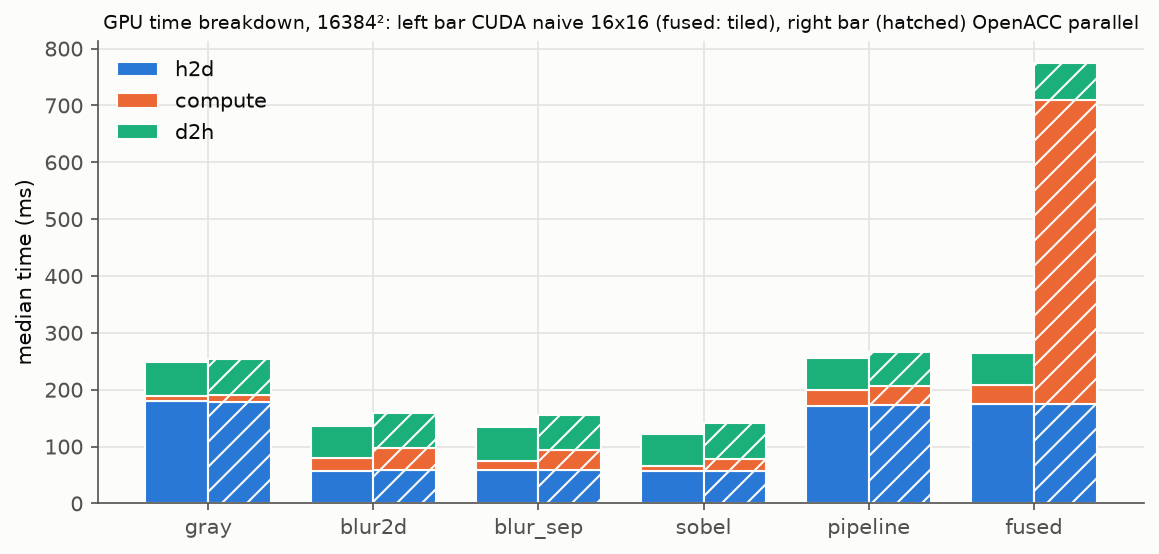 GPU time breakdown, 16384²: left bar CUDA naive 16x16 (fused: tiled), right bar (hatched) OpenACC parallel
h2d
compute
d2h
median time (ms)
800
700
600
500
400
300
200
100
0
gray blur2d blur_sep sobel pipeline fused